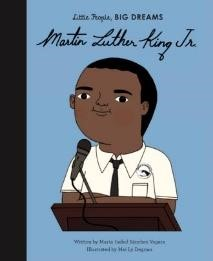 Little People, BIG DREAMS
Martin Luther King Jr.
Written by Maria Isabel Sánchez Vegara
Illustrated by Mai Ly Degnan